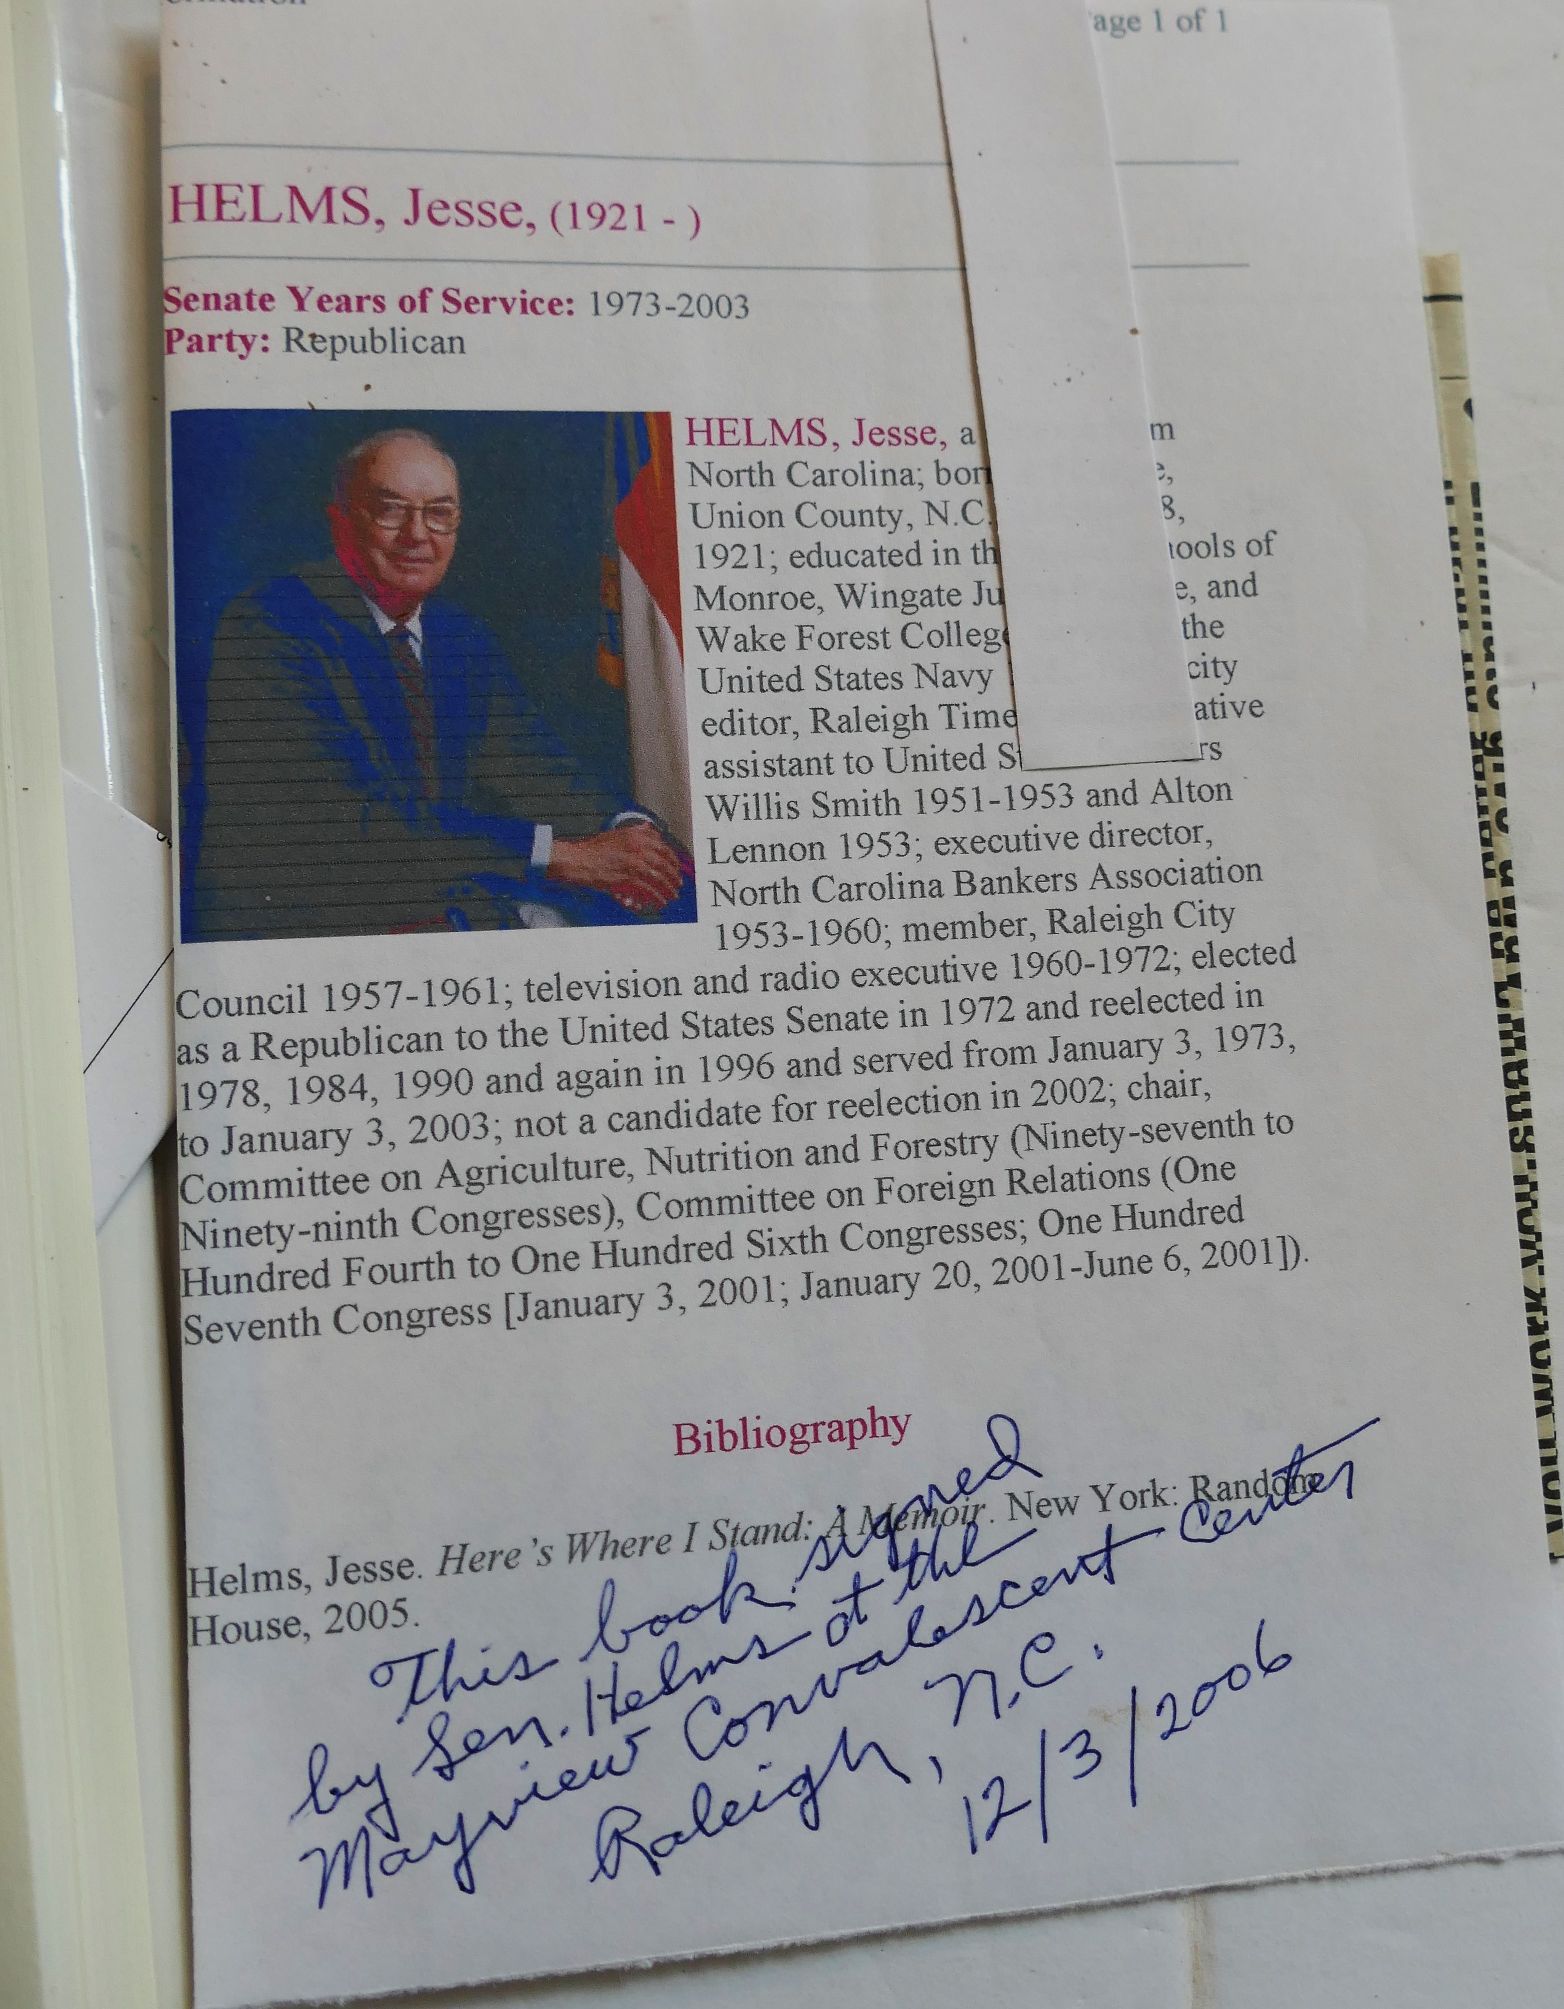 age 1 of 1
HELMS, Jesse, (1921 - )
Senate Years of Service: 1973-2003
Party: Republican
HELMS, Jesse, a m
North Carolina; born e,
Union County, N.C. 8,
1921; educated in th ools of
Monroe, Wingate Ju e, and
Wake Forest College the
United States Navy city
editor, Raleigh Time ative
assistant to United St rs
Willis Smith 1951-1953 and Alton
Lennon 1953; executive director,
North Carolina Bankers Association
1953-1960; member, Raleigh City
Council 1957-1961; television and radio executive 1960-1972; elected
as a Republican to the United States Senate in 1972 and reelected in
1978, 1984, 1990 and again in 1996 and served from January 3, 1973,
to January 3, 2003; not a candidate for reelection in 2002; chair,
Committee on Agriculture, Nutrition and Forestry (Ninety-seventh to
Ninety-ninth Congresses), Committee on Foreign Relations (One
Hundred Fourth to One Hundred Sixth Congresses; One Hundred
Seventh Congress [January 3, 2001; January 20, 2001-June 6, 2001]).
Bibliography
Helms, Jesse. Here's Where I Stand: A Memoir. New York: Random
House, 2005.
This book signed
by Sen. Helms at the
Mayview Convalescent Center
Raleigh, N.C.
12/3/2006